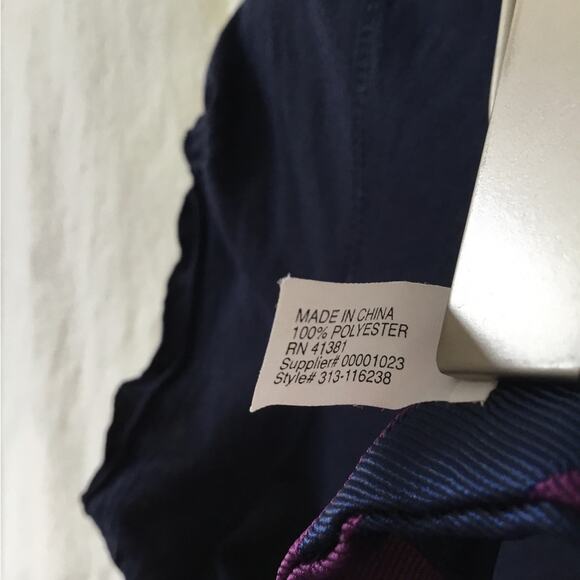 MADE IN CHINA
100% POLYESTER
RN 41381
Supplier# 00001023
Style# 313-116238